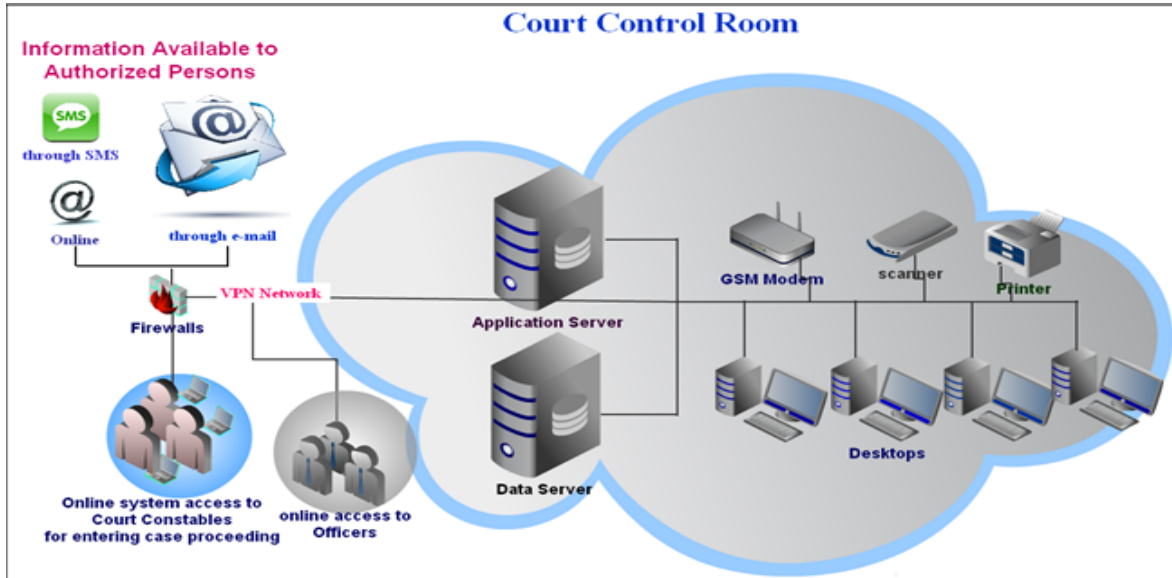 Court Control Room
Information Available to
Authorized Persons
SMS
through SMS
@
@
Online
through e-mail
VPN Network
Firewalls
GSM Modem
scanner
Printer
Application Server
Data Server
Desktops
Online system access to
Court Constables
for entering case proceeding
online access to
Officers